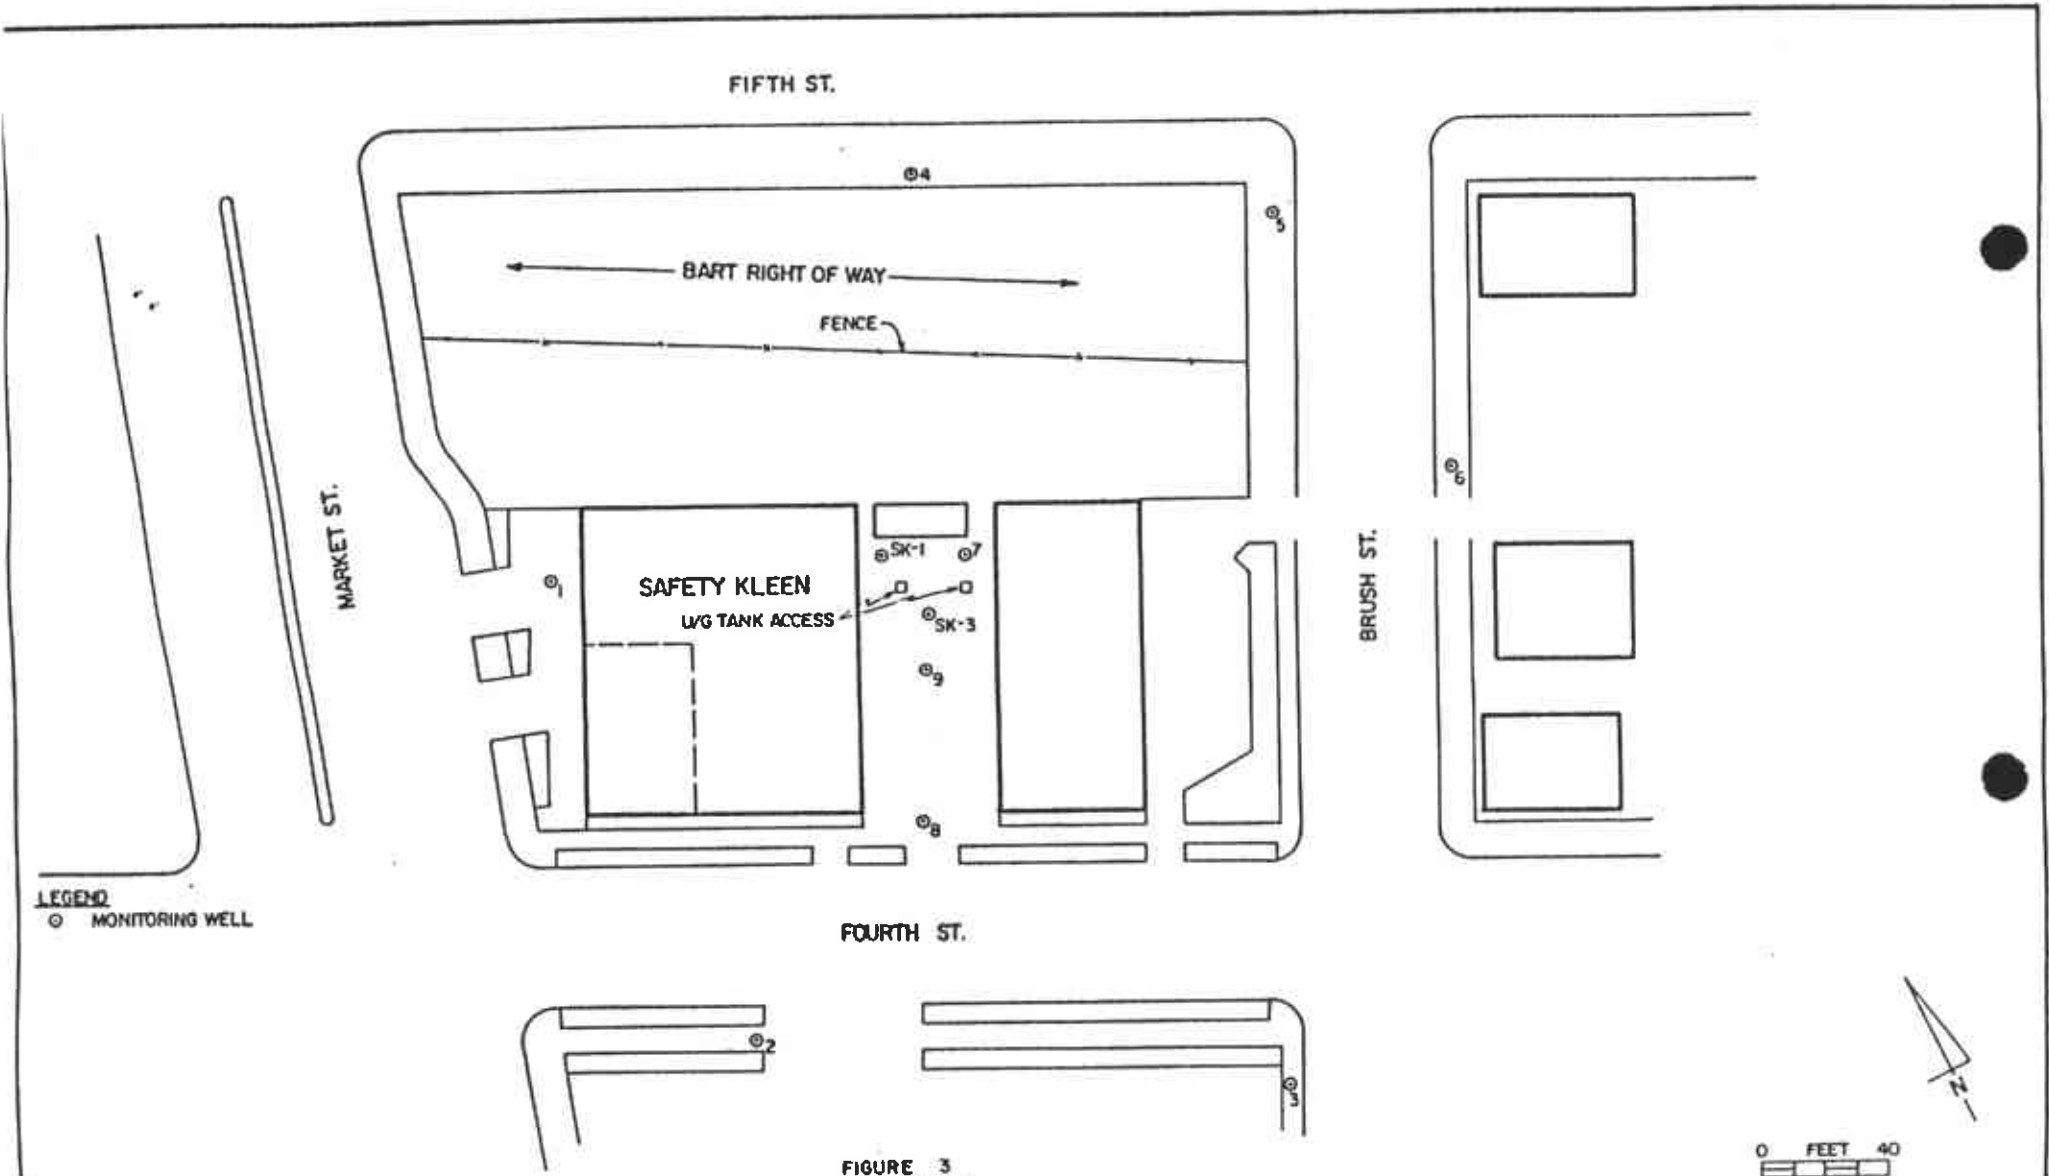 FIFTH ST.
4
5
BART RIGHT OF WAY
FENCE
6
MARKET ST.
SK-1
7
1
SAFETY KLEEN
U/G TANK ACCESS
SK-3
BRUSH ST.
9
8
LEGEND
MONITORING WELL
FOURTH ST.
2
3
N
0 FEET 40
FIGURE 3